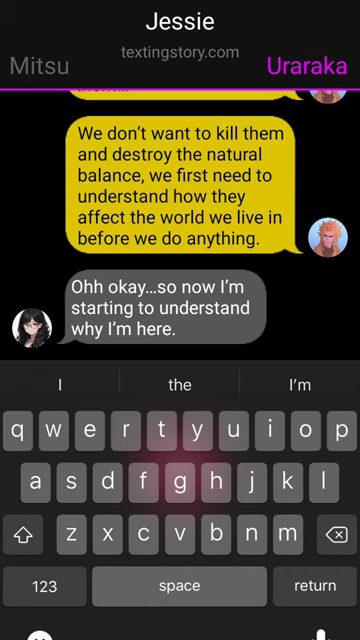 Jessie
textingstory.com
Mitsu
Uraraka
We don’t want to kill them
and destroy the natural
balance, we first need to
understand how they
affect the world we live in
before we do anything.
Ohh okay…so now I’m
starting to understand
why I’m here.
I the I’m
q w e r t y u i o p
a s d f g h j k l
z x c v b n m
123 space return